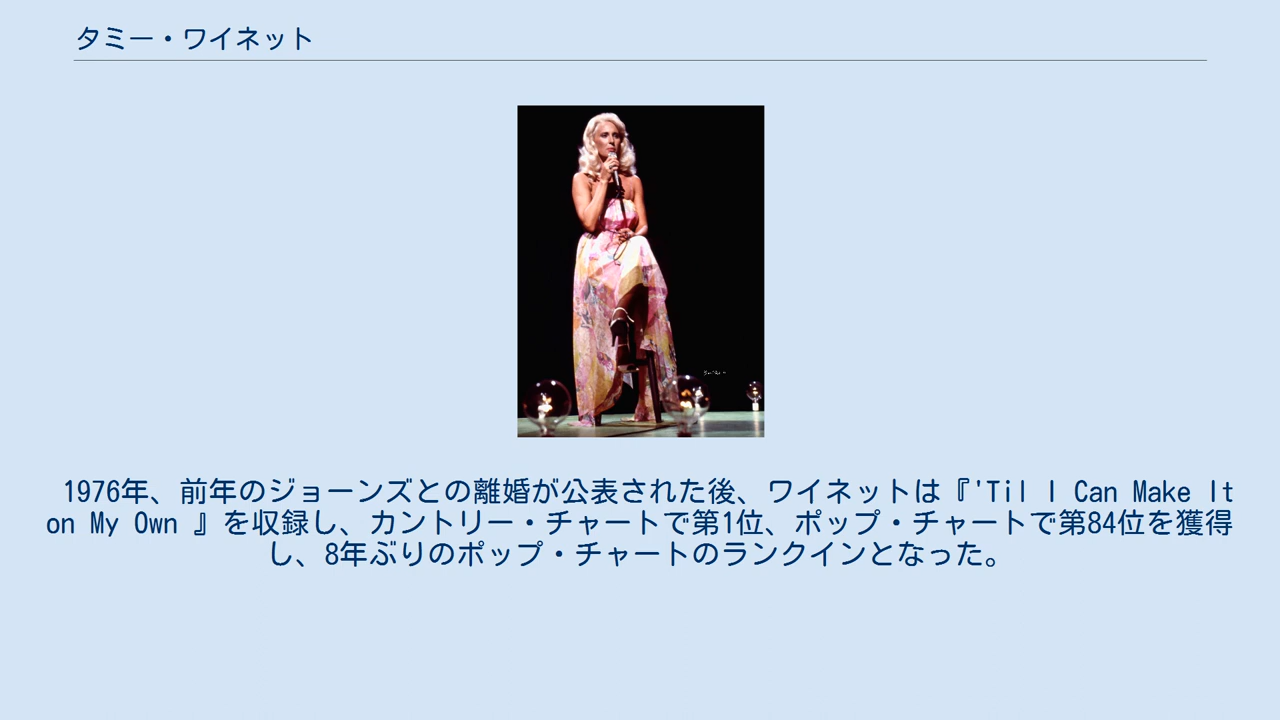 タミー・ワイネット
1976年、前年のジョーンズとの離婚が公表された後、ワイネットは『'Til I Can Make It
on My Own 』を収録し、カントリー・チャートで第1位、ポップ・チャートで第84位を獲得
し、8年ぶりのポップ・チャートのランクインとなった。